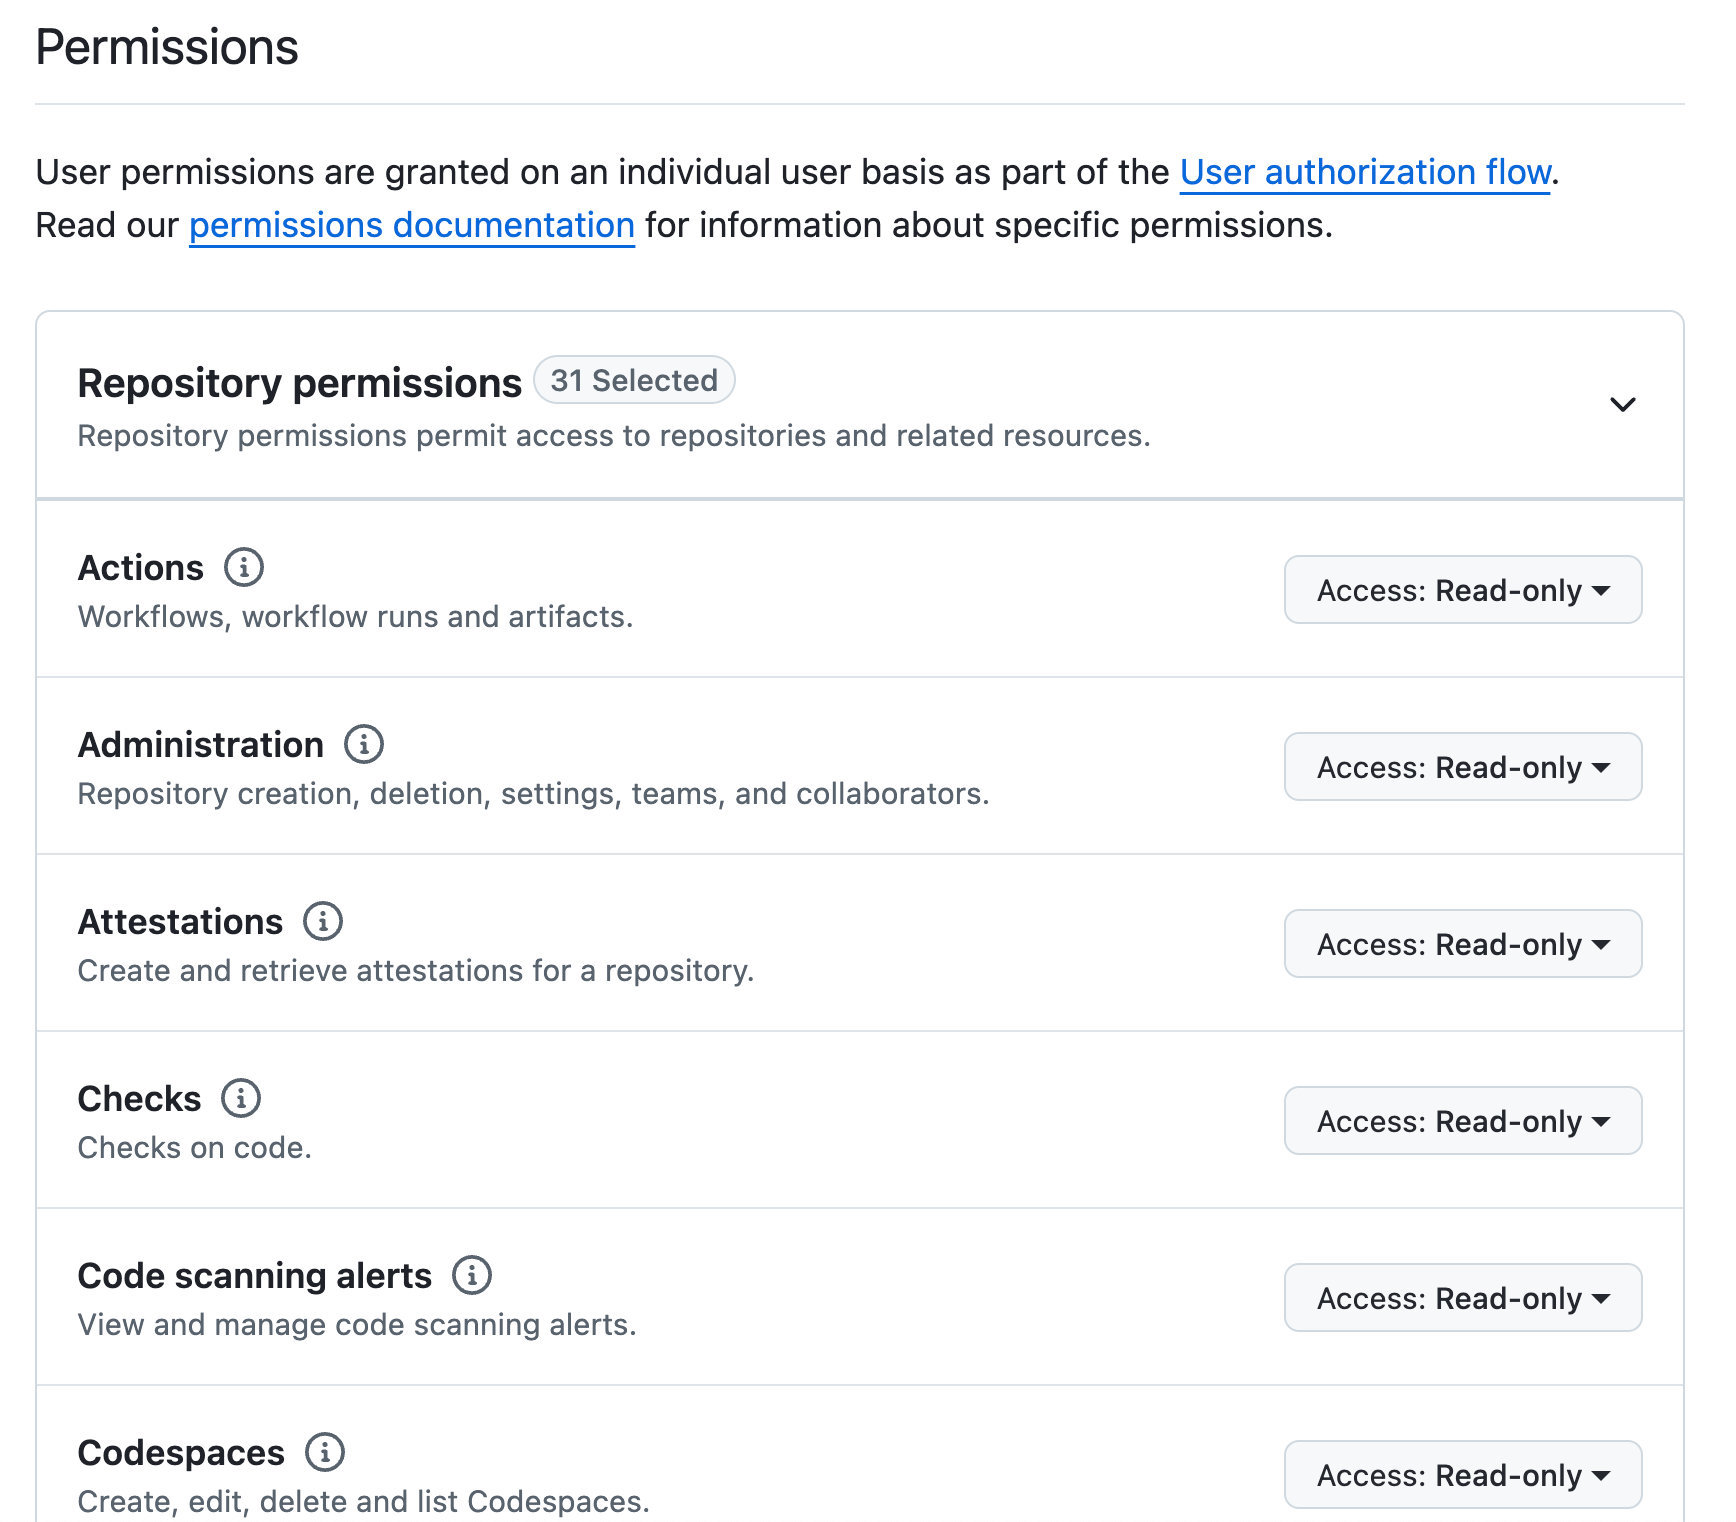 Permissions
User permissions are granted on an individual user basis as part of the User authorization flow.
Read our permissions documentation for information about specific permissions.
Repository permissions 31 Selected
Repository permissions permit access to repositories and related resources.
Actions
Workflows, workflow runs and artifacts.
Access: Read-only
Administration
Repository creation, deletion, settings, teams, and collaborators.
Access: Read-only
Attestations
Create and retrieve attestations for a repository.
Access: Read-only
Checks
Checks on code.
Access: Read-only
Code scanning alerts
View and manage code scanning alerts.
Access: Read-only
Codespaces
Create, edit, delete and list Codespaces.
Access: Read-only